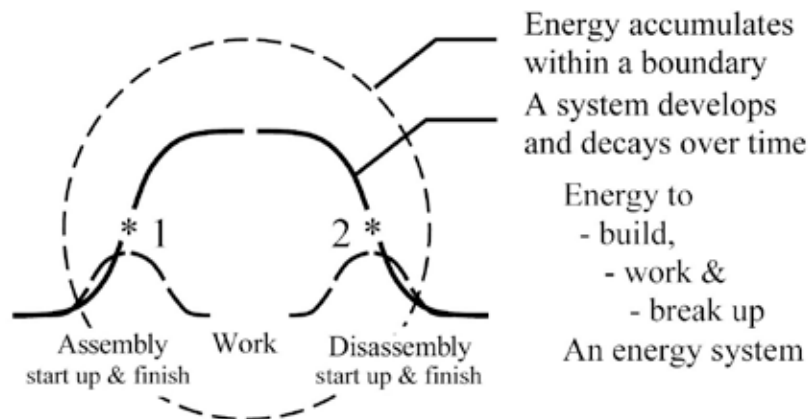 Energy accumulates
within a boundary
A system develops
and decays over time
Energy to
- build,
- work &
- break up
An energy system
* 1
2 *
Assembly
start up & finish
Work
Disassembly
start up & finish